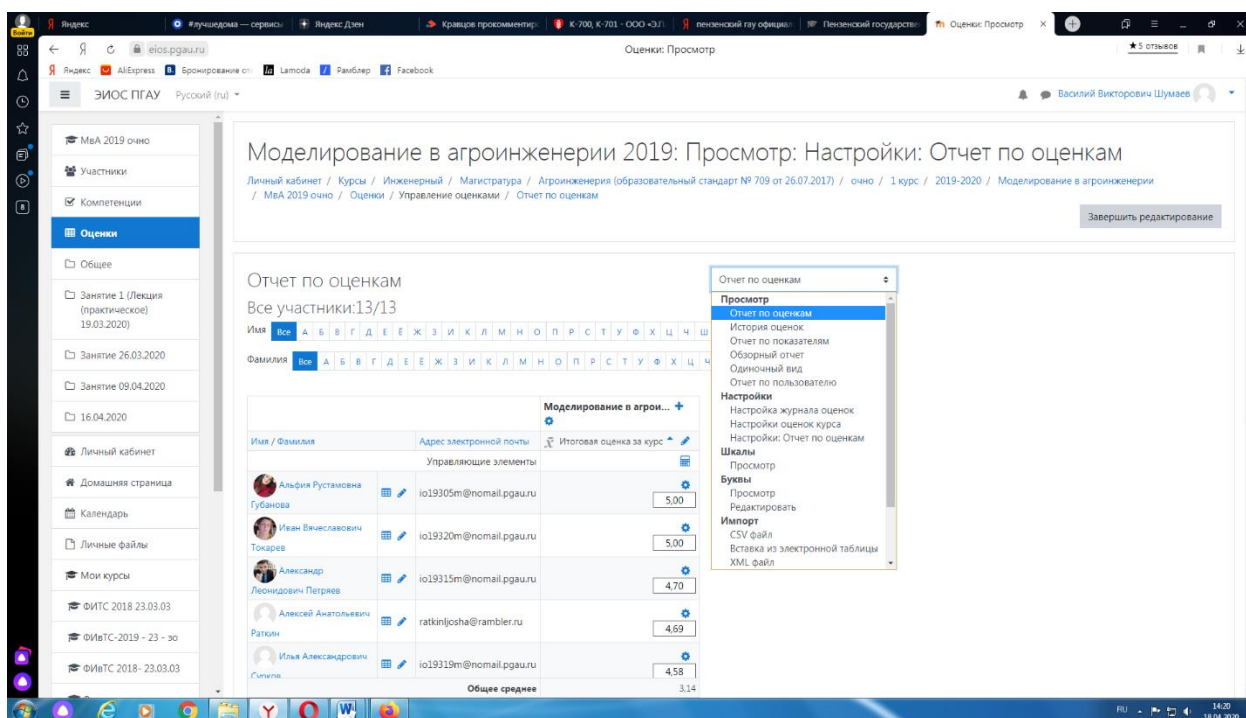 Яндекс
#лучшедома — сервисы
Яндекс Дзен
Кравцов прокомментир
К-700, К-701 - ООО «ЭЛ
пензенский гау официал
Пензенский государстве
Оценки: Просмотр
Войти
eios.pgau.ru
Оценки: Просмотр
★5 отзывов
Яндекс
AliExpress
Бронирование от
Lamoda
Рамблер
Facebook
ЭИОС ПГАУ Русский (ru)
Василий Викторович Шумаев
МвА 2019 очно
Участники
Компетенции
Оценки
Общее
Занятие 1 (Лекция
(практическое)
19.03.2020)
Занятие 26.03.2020
Занятие 09.04.2020
16.04.2020
Личный кабинет
Домашняя страница
Календарь
Личные файлы
Мои курсы
ФИТС 2018 23.03.03
ФИвТС-2019 - 23 - зо
ФИвТС 2018- 23.03.03
Моделирование в агроинженерии 2019: Просмотр: Настройки: Отчет по оценкам
Личный кабинет / Курсы / Инженерный / Магистратура / Агроинженерия (образовательный стандарт № 709 от 26.07.2017) / очно / 1 курс / 2019-2020 / Моделирование в агроинженерии
/ МвА 2019 очно / Оценки / Управление оценками / Отчет по оценкам
Завершить редактирование
Отчет по оценкам
Все участники:13/13
Имя Все А Б В Г Д Е Ё Ж З И К Л М Н О П Р С Т У Ф Х Ц Ч Ш
Фамилия Все А Б В Г Д Е Ё Ж З И К Л М Н О П Р С Т У Ф Х Ц Ч
Моделирование в агрои...
Имя / Фамилия
Адрес электронной почты
Итоговая оценка за курс
Управляющие элементы
Альфия Рустамовна
Губанова
io19305m@nomail.pgau.ru
5,00
Иван Вячеславович
Токарев
io19320m@nomail.pgau.ru
5,00
Александр
Леонидович Петряев
io19315m@nomail.pgau.ru
4,70
Алексей Анатольевич
Раткин
ratkinljosha@rambler.ru
4,69
Илья Александрович
io19319m@nomail.pgau.ru
4,58
Общее среднее
3,14
Отчет по оценкам
Просмотр
Отчет по оценкам
История оценок
Отчет по показателям
Обзорный отчет
Одиночный вид
Отчет по пользователю
Настройки
Настройка журнала оценок
Настройки оценок курса
Настройки: Отчет по оценкам
Шкалы
Просмотр
Буквы
Просмотр
Редактировать
Импорт
CSV файл
Вставка из электронной таблицы
XML файл
RU
14:20
18.04.2020